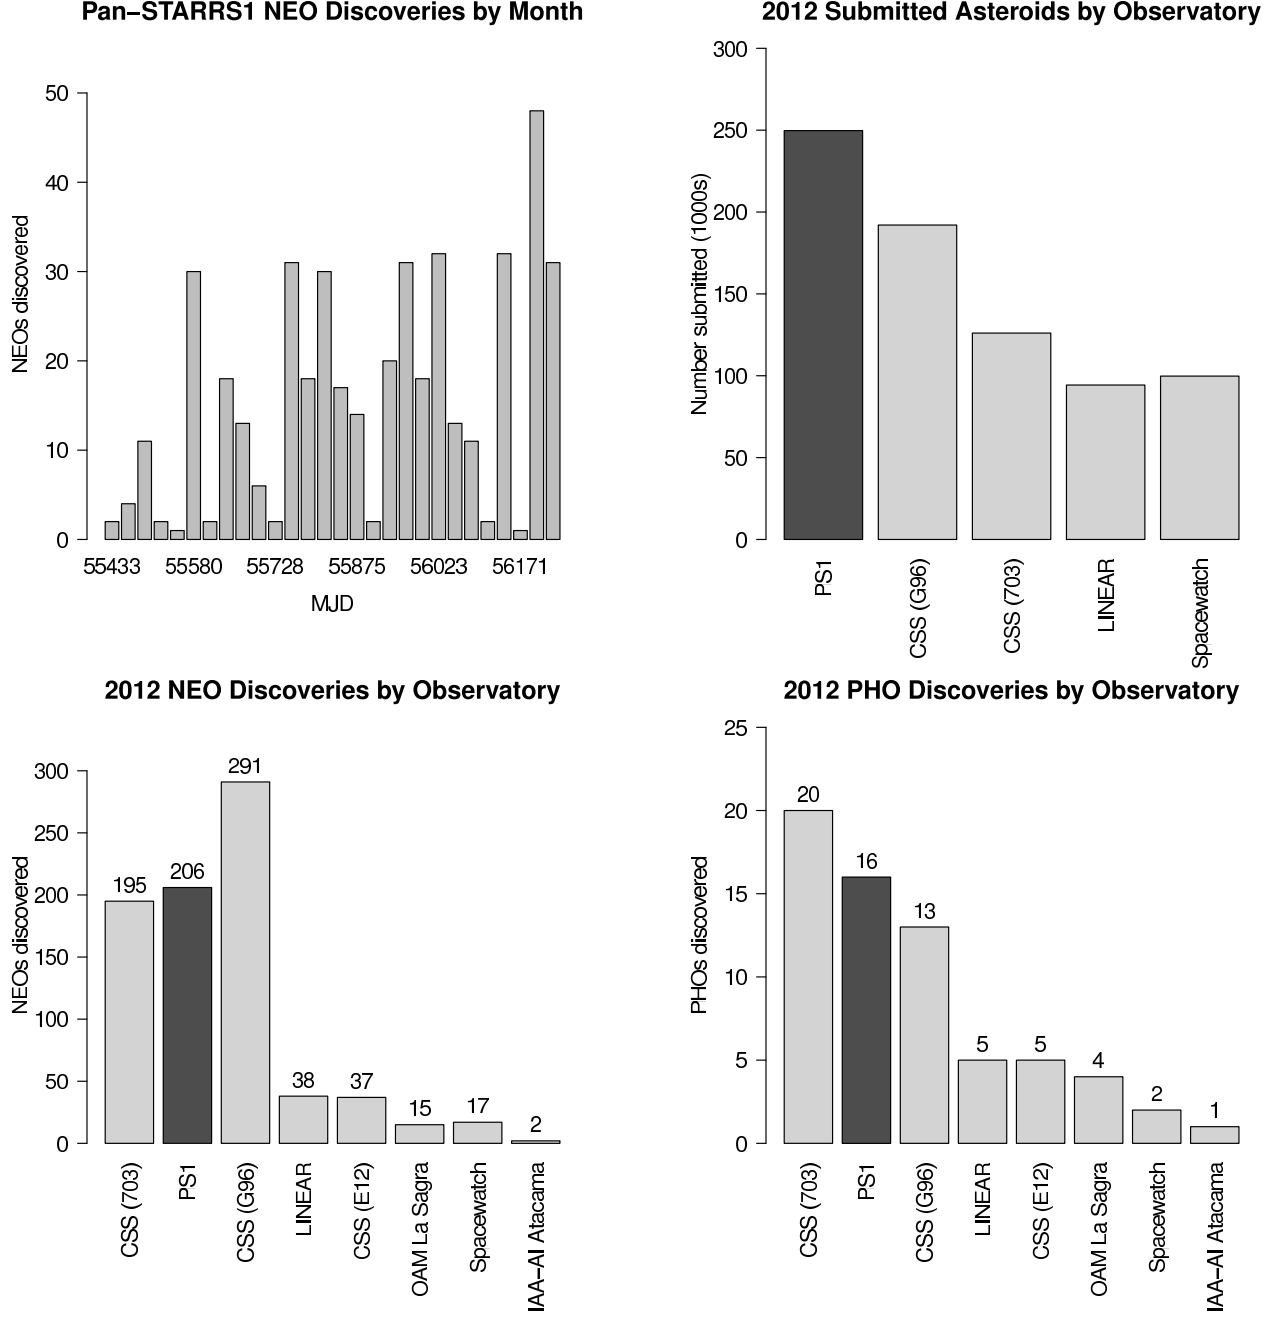 Pan−STARRS1 NEO Discoveries by Month
NEOs discovered
50
40
30
20
10
0
55433 55580 55728 55875 56023 56171
MJD
2012 Submitted Asteroids by Observatory
Number submitted (1000s)
300
250
200
150
100
50
0
PS1
CSS (G96)
CSS (703)
LINEAR
Spacewatch
2012 NEO Discoveries by Observatory
NEOs discovered
300
250
200
150
100
50
0
195
206
291
38
37
15
17
2
CSS (703)
PS1
CSS (G96)
LINEAR
CSS (E12)
OAM La Sagra
Spacewatch
IAA−AI Atacama
2012 PHO Discoveries by Observatory
PHOs discovered
25
20
15
10
5
0
20
16
13
5
5
4
2
1
CSS (703)
PS1
CSS (G96)
LINEAR
CSS (E12)
OAM La Sagra
Spacewatch
IAA−AI Atacama